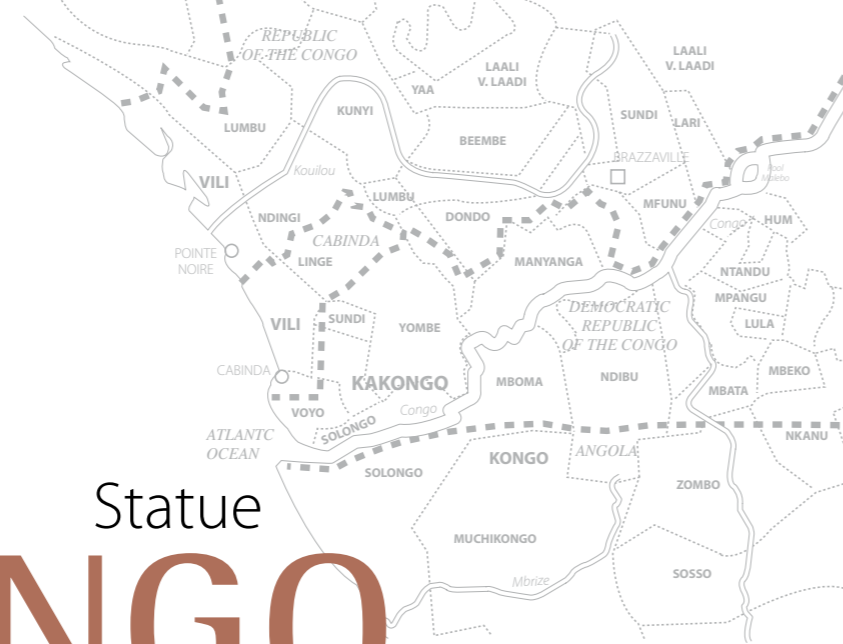 REPUBLIC
OF THE CONGO
LAALI
V. LAADI
LAALI
V. LAADI
YAA
KUNYI
SUNDI
LARI
LUMBU
BEEMBE
BRAZZAVILLE
Kouilou
Pool
Malebo
VILI
LUMBU
MFUNU
NDINGI
DONDO
Congo
HUM
CABINDA
POINTE
NOIRE
LINGE
MANYANGA
NTANDU
MPANGU
DEMOCRATIC
REPUBLIC
OF THE CONGO
VILI
SUNDI
YOMBE
LULA
CABINDA
KAKONGO
MBOMA
NDIBU
MBEKO
MBATA
VOYO
Congo
SOLONGO
ATLANTC
OCEAN
NKANU
KONGO
ANGOLA
SOLONGO
ZOMBO
Statue
MUCHIKONGO
SOSSO
Mbrize
NGO